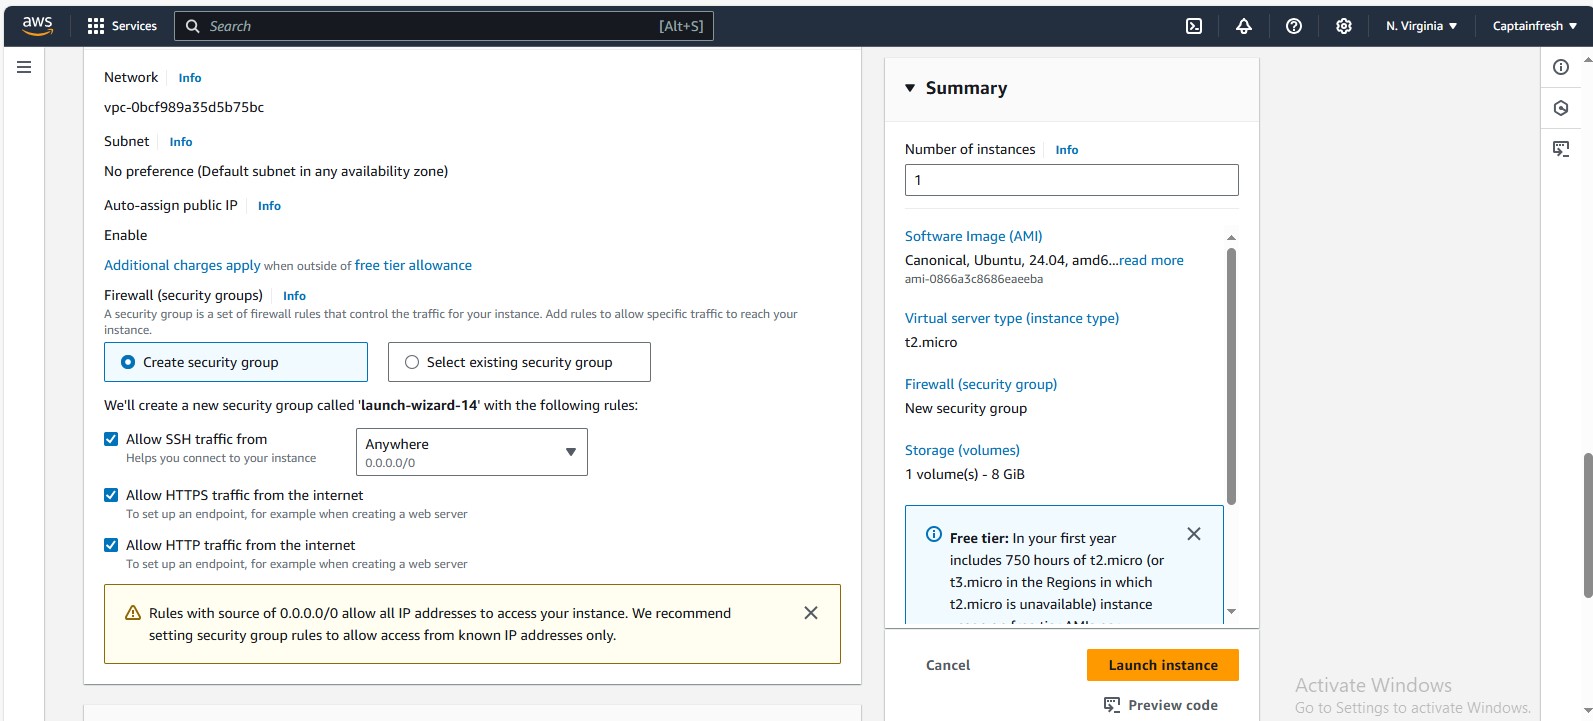 aws
Services
Search
[Alt+S]
N. Virginia
Captainfresh
Network
Info
vpc-0bcf989a35d5b75bc
Subnet
Info
No preference (Default subnet in any availability zone)
Auto-assign public IP
Info
Enable
Additional charges apply when outside of free tier allowance
Firewall (security groups)
Info
A security group is a set of firewall rules that control the traffic for your instance. Add rules to allow specific traffic to reach your
instance.
Create security group
Select existing security group
We'll create a new security group called 'launch-wizard-14' with the following rules:
Allow SSH traffic from
Helps you connect to your instance
Anywhere
0.0.0.0/0
Allow HTTPS traffic from the internet
To set up an endpoint, for example when creating a web server
Allow HTTP traffic from the internet
To set up an endpoint, for example when creating a web server
Rules with source of 0.0.0.0/0 allow all IP addresses to access your instance. We recommend
setting security group rules to allow access from known IP addresses only.
Summary
Number of instances
Info
1
Software Image (AMI)
Canonical, Ubuntu, 24.04, amd6...read more
ami-0866a3c8686eaeeba
Virtual server type (instance type)
t2.micro
Firewall (security group)
New security group
Storage (volumes)
1 volume(s) - 8 GiB
Free tier: In your first year
includes 750 hours of t2.micro (or
t3.micro in the Regions in which
t2.micro is unavailable) instance
Cancel
Launch instance
Preview code
Activate Windows
Go to Settings to activate Windows.